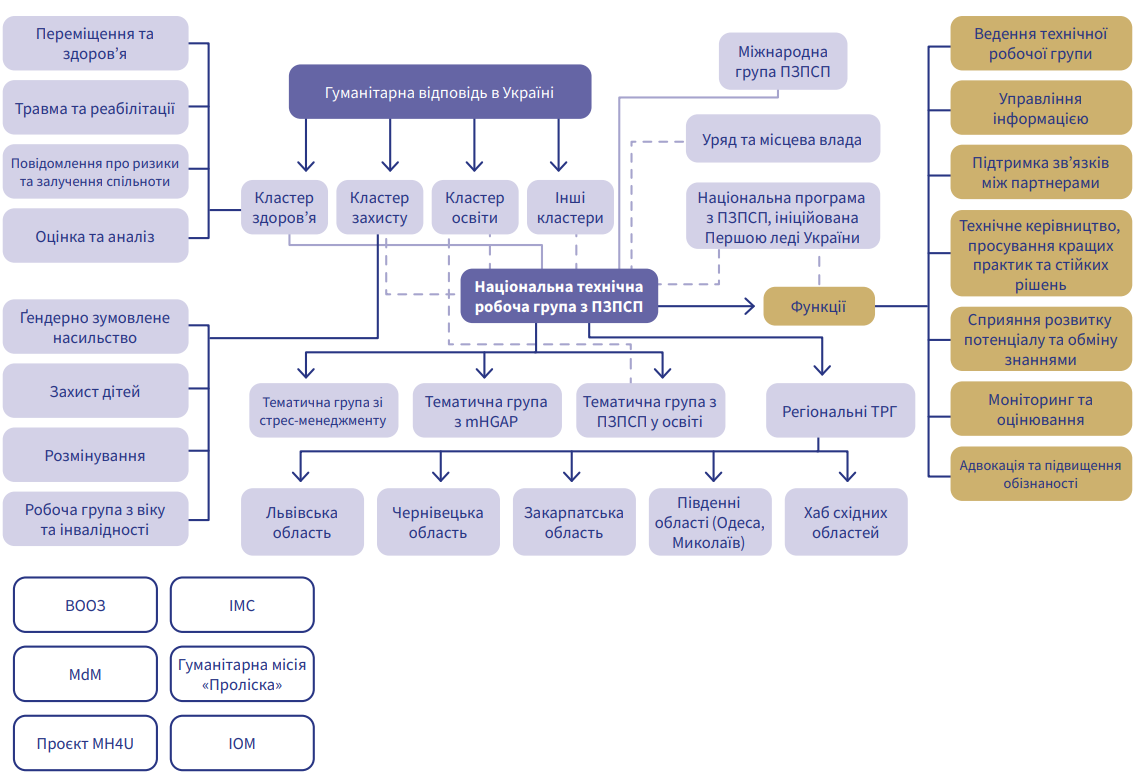 Переміщення та
здоров’я
Травма та реабілітації
Повідомлення про ризики
та залучення спільноти
Оцінка та аналіз
Гуманітарна відповідь в Україні
Кластер
здоров’я
Кластер
захисту
Кластер
освіти
Інші
кластери
Міжнародна
група ПЗПСП
Уряд та місцева влада
Національна програма
з ПЗПСП, ініційована
Першою леді України
Національна технічна
робоча група з ПЗПСП
Функції
Ведення технічної
робочої групи
Управління
інформацією
Підтримка зв’язків
між партнерами
Технічне керівництво,
просування кращих
практик та стійких
рішень
Сприяння розвитку
потенціалу та обміну
знаннями
Моніторинг та
оцінювання
Адвокація та підвищення
обізнаності
Ґендерно зумовлене
насильство
Захист дітей
Розмінування
Робоча група з віку
та інвалідності
Тематична група зі
стрес-менеджменту
Тематична група
з mHGAP
Тематична група з
ПЗПСП у освіті
Регіональні ТРГ
Львівська
область
Чернівецька
область
Закарпатська
область
Південні
області (Одеса,
Миколаїв)
Хаб східних
областей
ВООЗ
IMC
MdM
Гуманітарна місія
«Проліска»
Проєкт MH4U
IOM